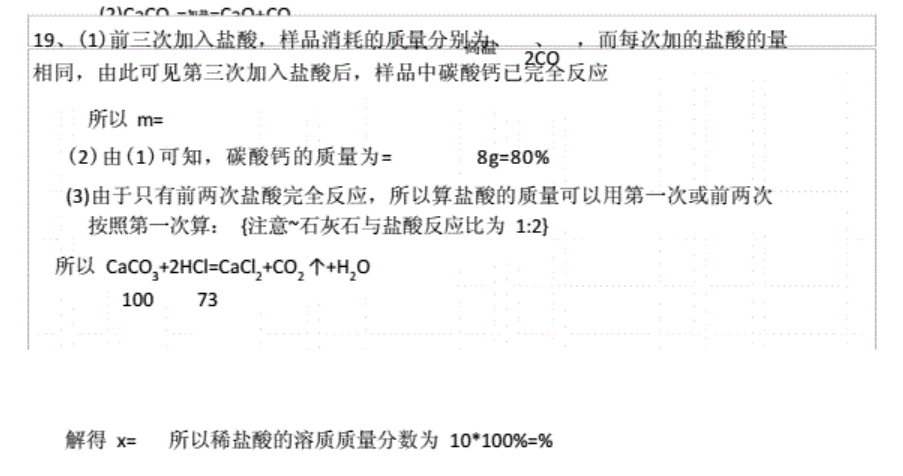 (2)CaCO =加热=CaO+CO
19、(1)前三次加入盐酸，样品消耗的质量分别为、 、 ，而每次加的盐酸的量
高温
2CO
相同，由此可见第三次加入盐酸后，样品中碳酸钙已完全反应
所以 m=
(2)由(1)可知，碳酸钙的质量为= 8g=80%
(3)由于只有前两次盐酸完全反应，所以算盐酸的质量可以用第一次或前两次
按照第一次算： {注意~石灰石与盐酸反应比为 1:2}
所以 CaCO₃+2HCl=CaCl₂+CO₂↑+H₂O
100 73
解得 x= 所以稀盐酸的溶质质量分数为 10*100%=%